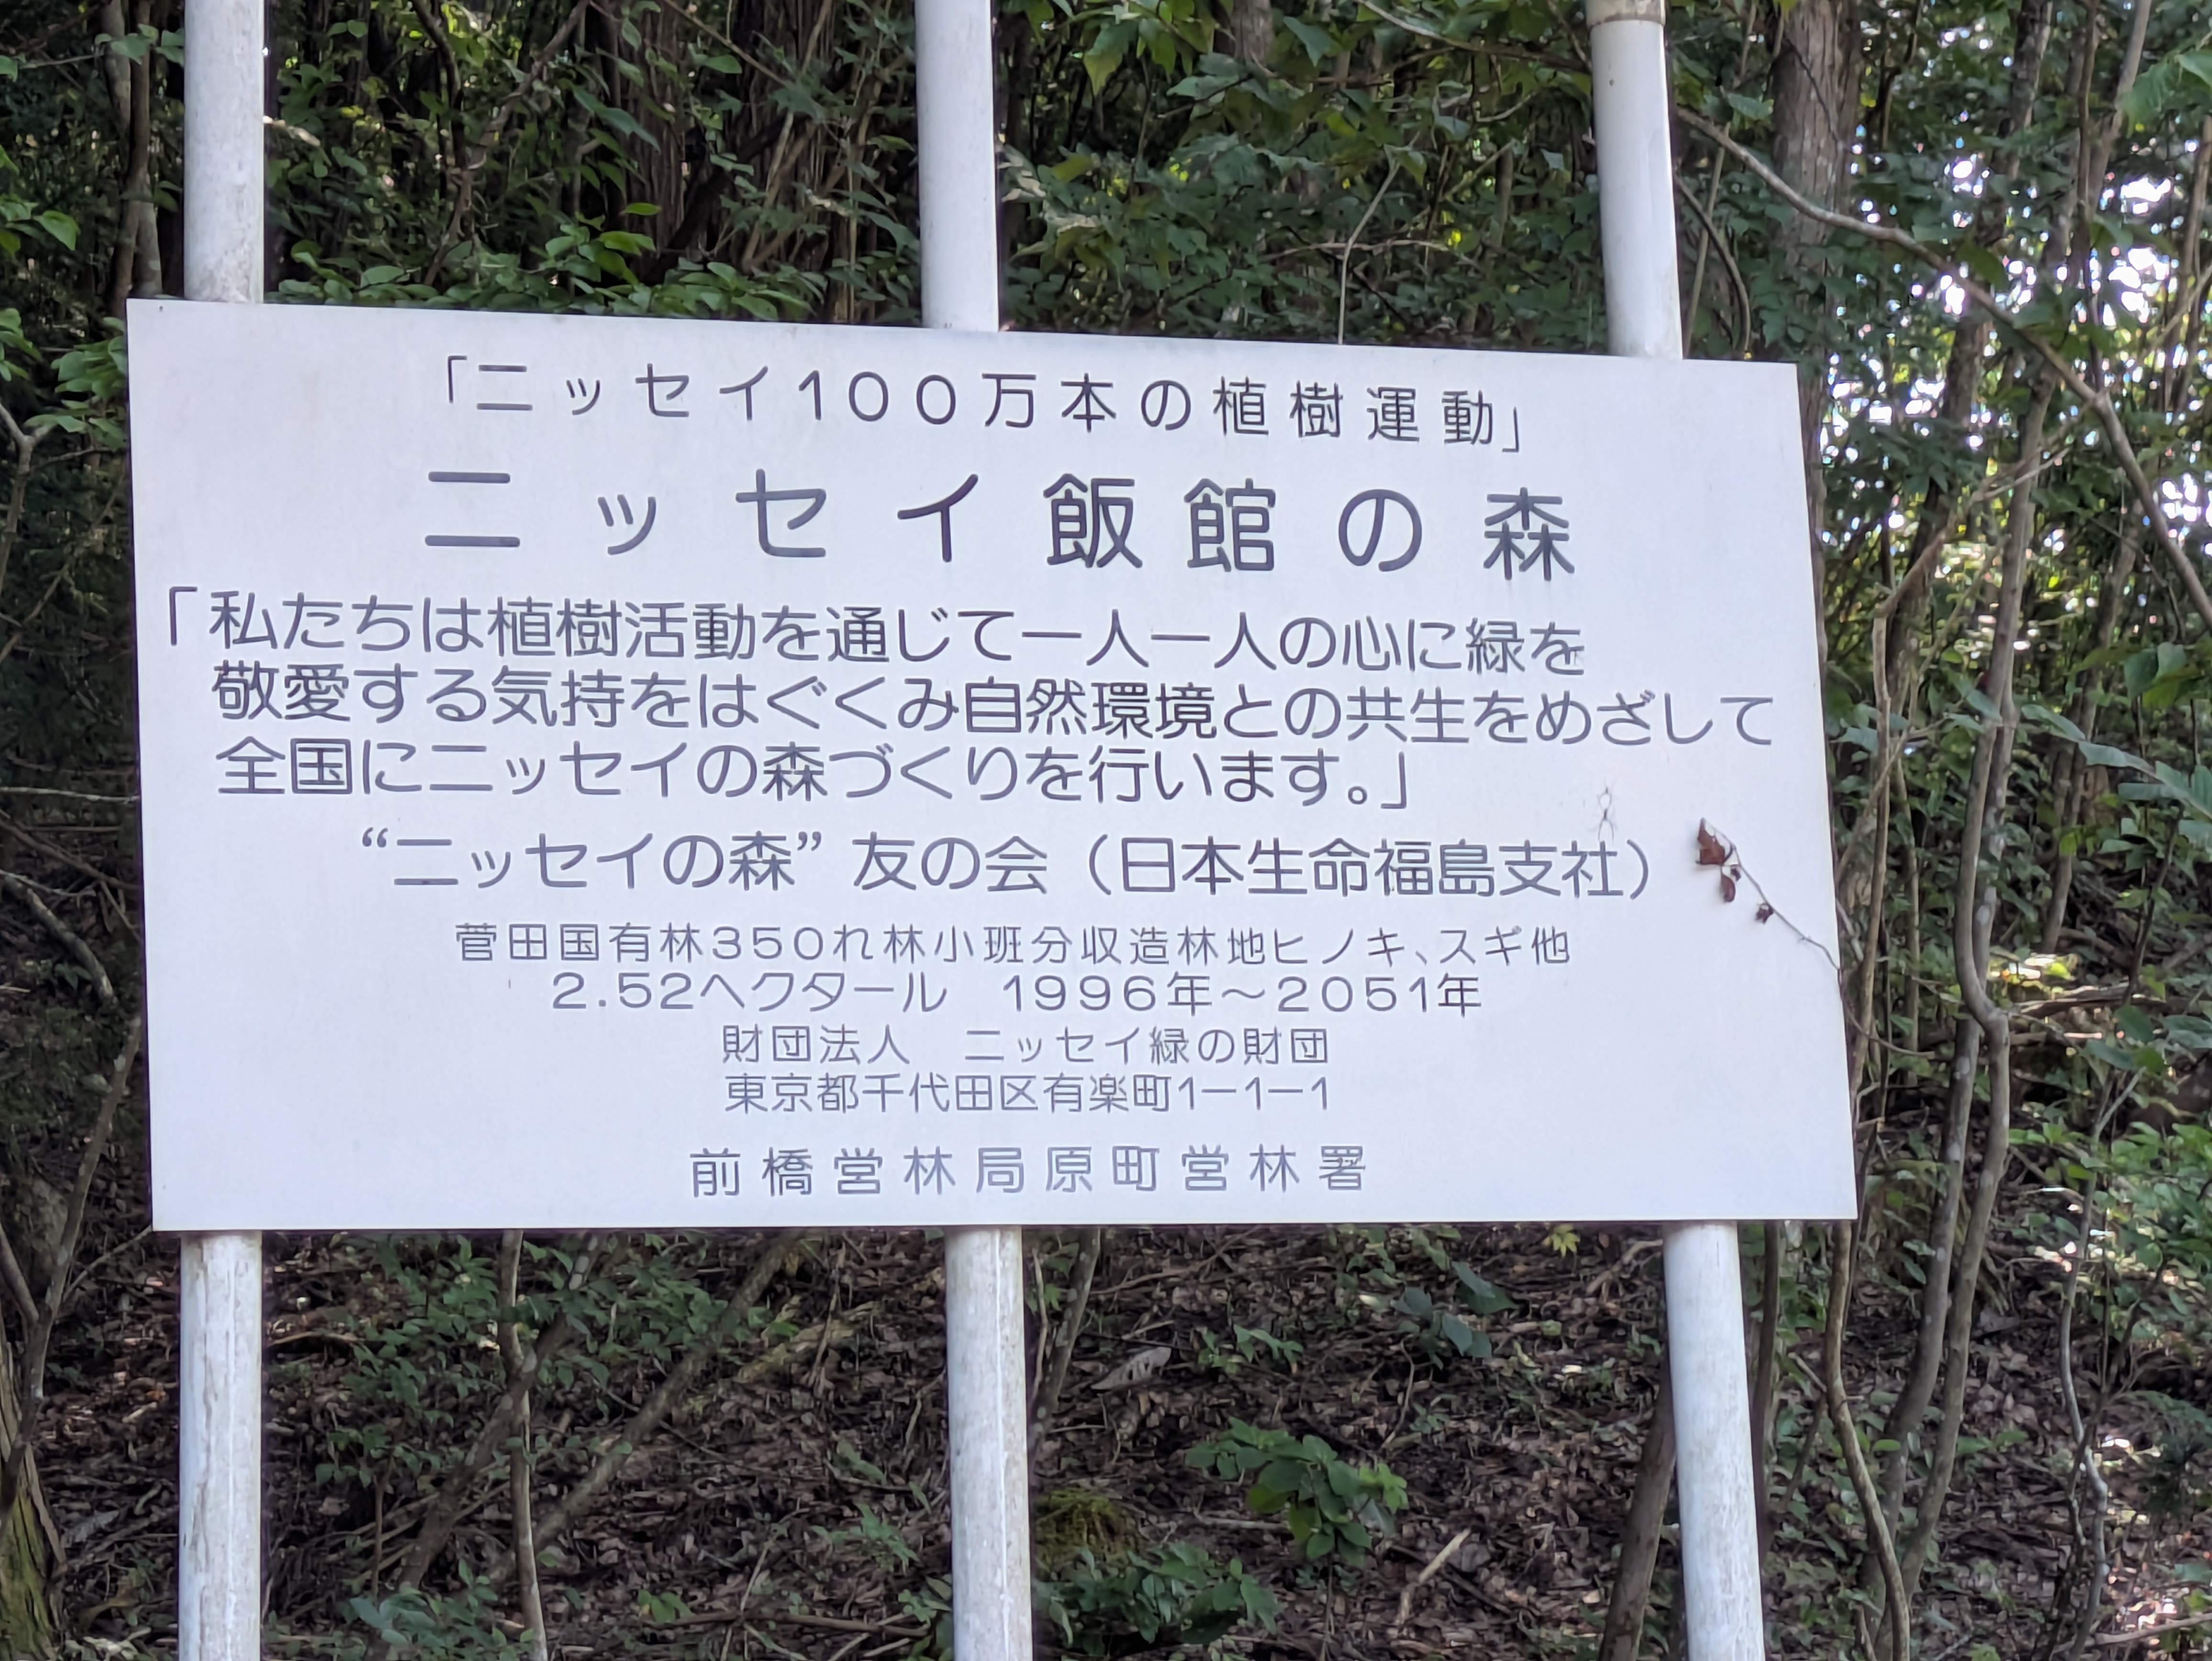 「ニッセイ100万本の植樹運動」
ニッセイ飯館の森
「私たちは植樹活動を通じて一人一人の心に緑を
敬愛する気持をはぐくみ自然環境との共生をめざして
全国にニッセイの森づくりを行います。」
“ニッセイの森” 友の会（日本生命福島支社）
菅田国有林350れ林小班分収造林地ヒノキ、スギ他
2.52ヘクタール　1996年～2051年
財団法人　ニッセイ緑の財団
東京都千代田区有楽町1－1－1
前橋営林局原町営林署